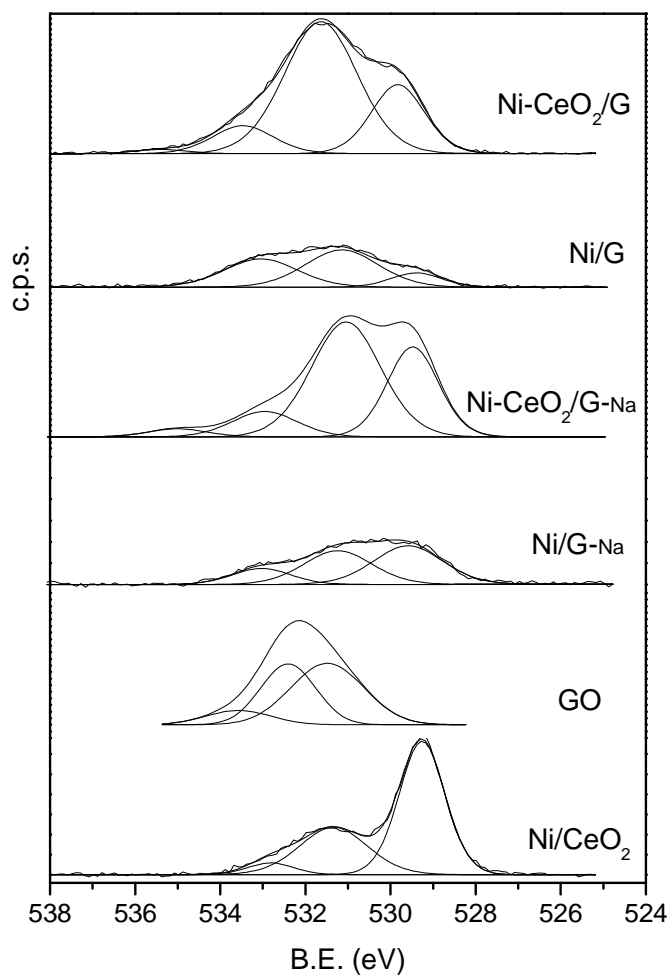 c.p.s.
Ni-CeO₂/G
Ni/G
Ni-CeO₂/G-Na
Ni/G-Na
GO
Ni/CeO₂
538 536 534 532 530 528 526 524
B.E. (eV)